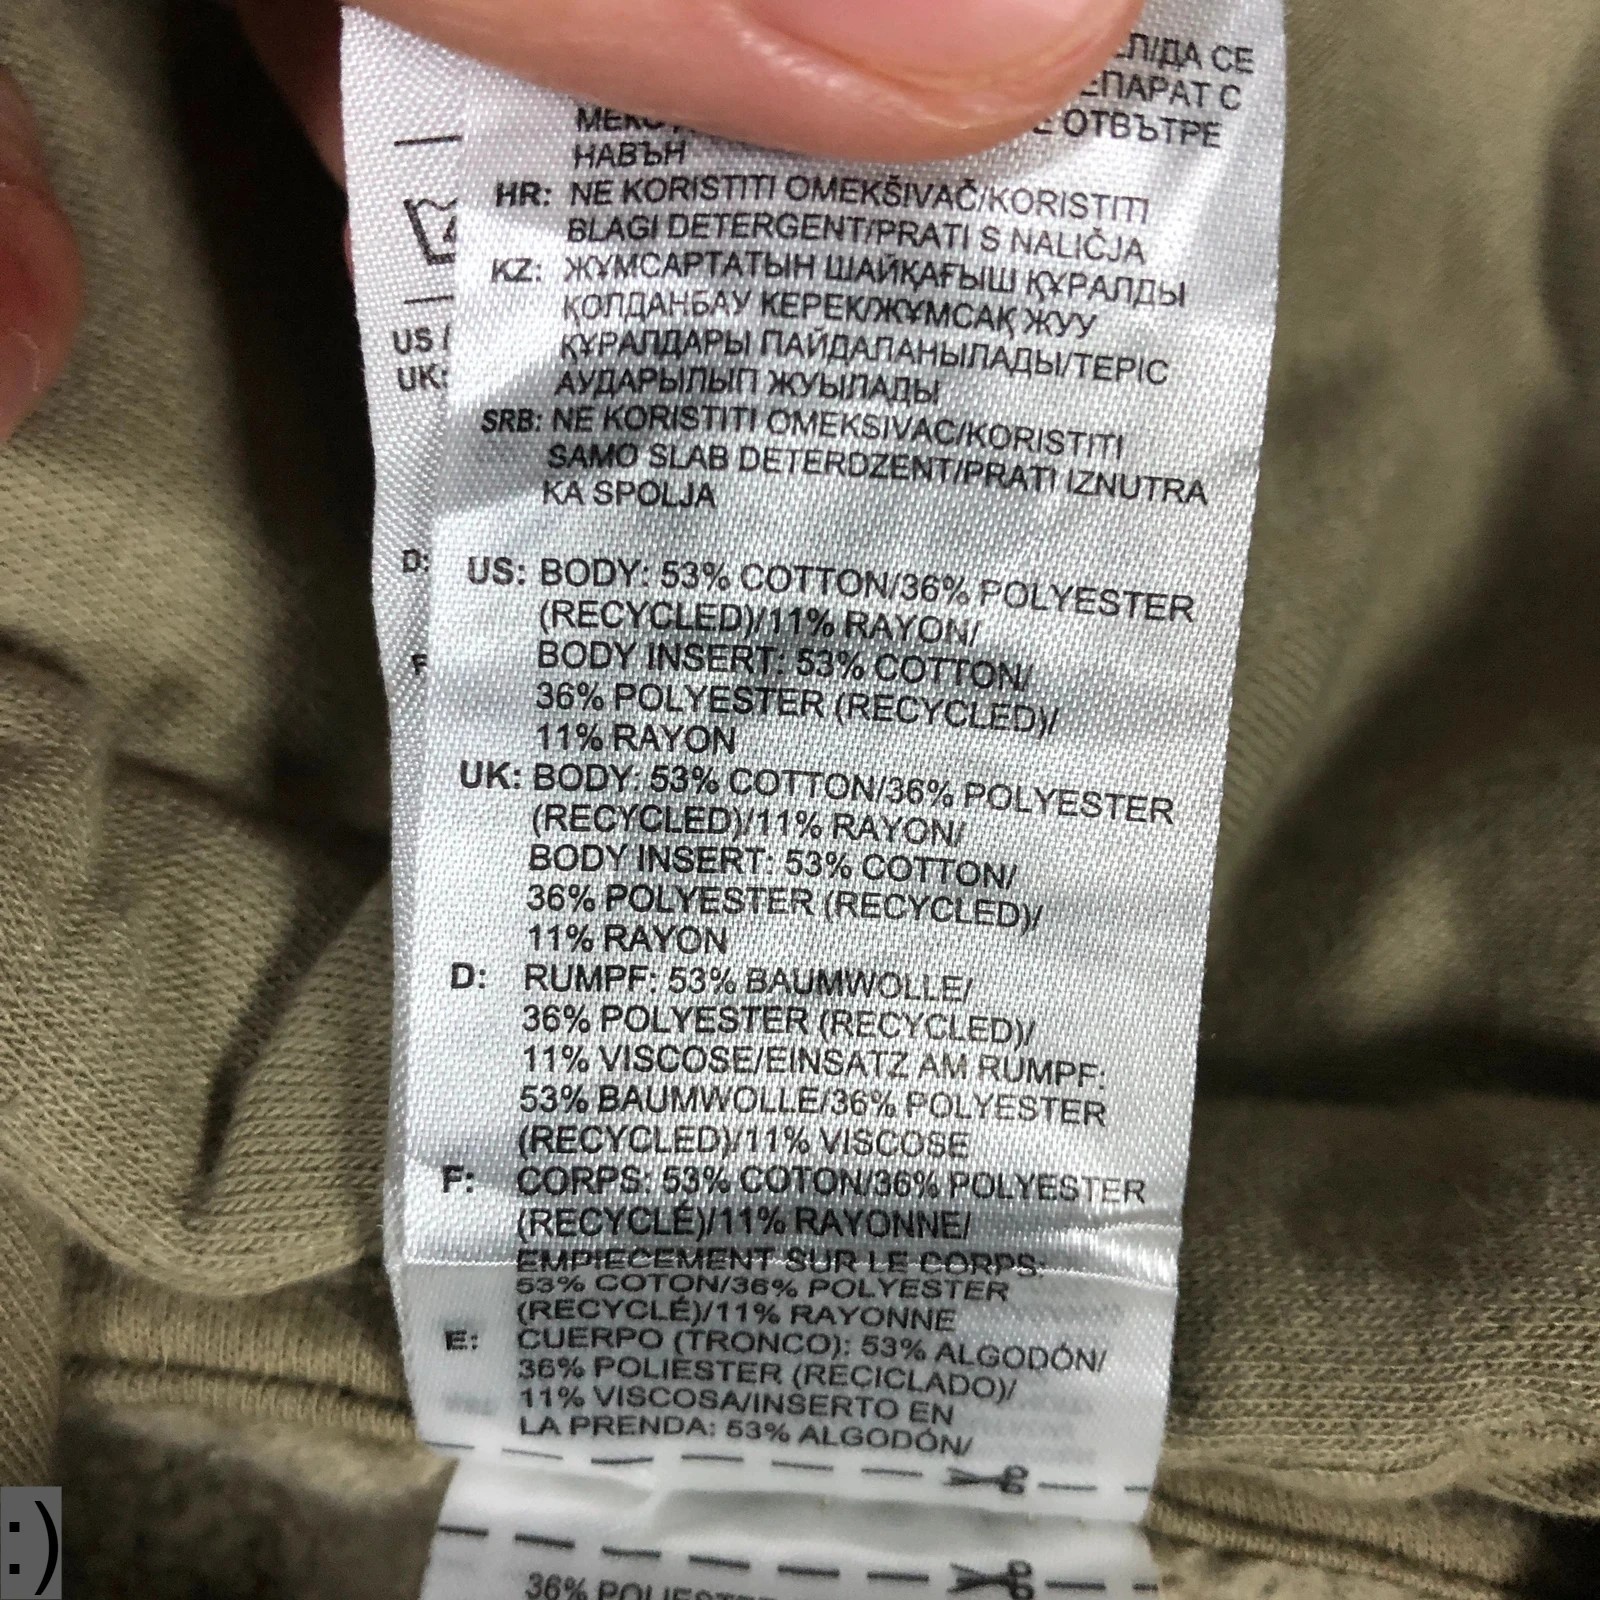 ЕЛ/ДА СЕ
ПАРАТ С
ОТВЪТРЕ
НАВЪН
HR: NE KORISTITI OMEKŠIVAČ/KORISTITI
BLAGI DETERGENT/PRATI S NALIČJA
KZ: ЖҰМСАРТАТЫН ШАЙҚАҒЫШ ҚҰРАЛДЫ
ҚОЛДАНБАУ КЕРЕК/ЖҰМСАҚ ЖУУ
ҚҰРАЛДАРЫ ПАЙДАЛАНЫЛАДЫ/ТЕРІС
АУДАРЫЛЫП ЖУЫЛАДЫ
SRB: NE KORISTITI OMEKSIVAC/KORISTITI
SAMO SLAB DETERDZENT/PRATI IZNUTRA
KA SPOLJA
US /
UK:
D:
F
US: BODY: 53% COTTON/36% POLYESTER
(RECYCLED)/11% RAYON/
BODY INSERT: 53% COTTON/
36% POLYESTER (RECYCLED)/
11% RAYON
UK: BODY: 53% COTTON/36% POLYESTER
(RECYCLED)/11% RAYON/
BODY INSERT: 53% COTTON/
36% POLYESTER (RECYCLED)/
11% RAYON
D: RUMPF: 53% BAUMWOLLE/
36% POLYESTER (RECYCLED)/
11% VISCOSE/EINSATZ AM RUMPF:
53% BAUMWOLLE/36% POLYESTER
(RECYCLED)/11% VISCOSE
F: CORPS: 53% COTON/36% POLYESTER
(RECYCLÉ)/11% RAYONNE/
EMPIECEMENT SUR LE CORPS:
53% COTON/36% POLYESTER
(RECYCLÉ)/11% RAYONNE
E: CUERPO (TRONCO): 53% ALGODÓN/
36% POLIESTER (RECICLADO)/
11% VISCOSA/INSERTO EN
LA PRENDA: 53% ALGODÓN/
36%
:)